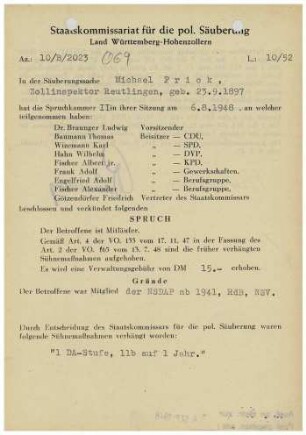 Staatskommissariat für die pol. Säuberung
Land Württemberg-Hohenzollern
Az.: 10/B/2023 069 L: 10/52
In der Säuberungssache Michael Frick,
Zollinspektor Reutlingen, geb. 23.9.1897
hat die Spruchkammer II in ihrer Sitzung am 6.8.1948 an welcher
teilgenommen haben:
Dr. Braunger Ludwig Vorsitzender
Baumann Thomas Beisitzer — CDU,
Winzmann Karl „ — SPD,
Hahn Wilhelm „ — DVP,
Fischer Albert jr. „ — KPD,
Frank Adolf „ — Gewerkschaften,
Engelfried Adolf „ — Berufsgruppe,
Fischer Alexander „ — Berufsgruppe,
Götzendörfer Friedrich Vertreter des Staatskommissars
beschlossen und verkündet folgenden
SPRUCH
Der Betroffene ist Mitläufer.
Gemäß Art. 4 der VO. 133 vom 17. 11. 47 in der Fassung des
Art. 2 der VO. 165 vom 13. 7. 48 sind die früher verhängten
Sühnemaßnahmen aufgehoben.
Es wird eine Verwaltungsgebühr von DM 15.- erhoben.
Gründe
Der Betroffene war Mitglied der NSDAP ab 1941, RdB, NSV.
Durch Entscheidung des Staatskommissars für die pol. Säuberung waren
folgende Sühnemaßnahmen verhängt worden:
"1 DA-Stufe, 11b auf 1 Jahr."